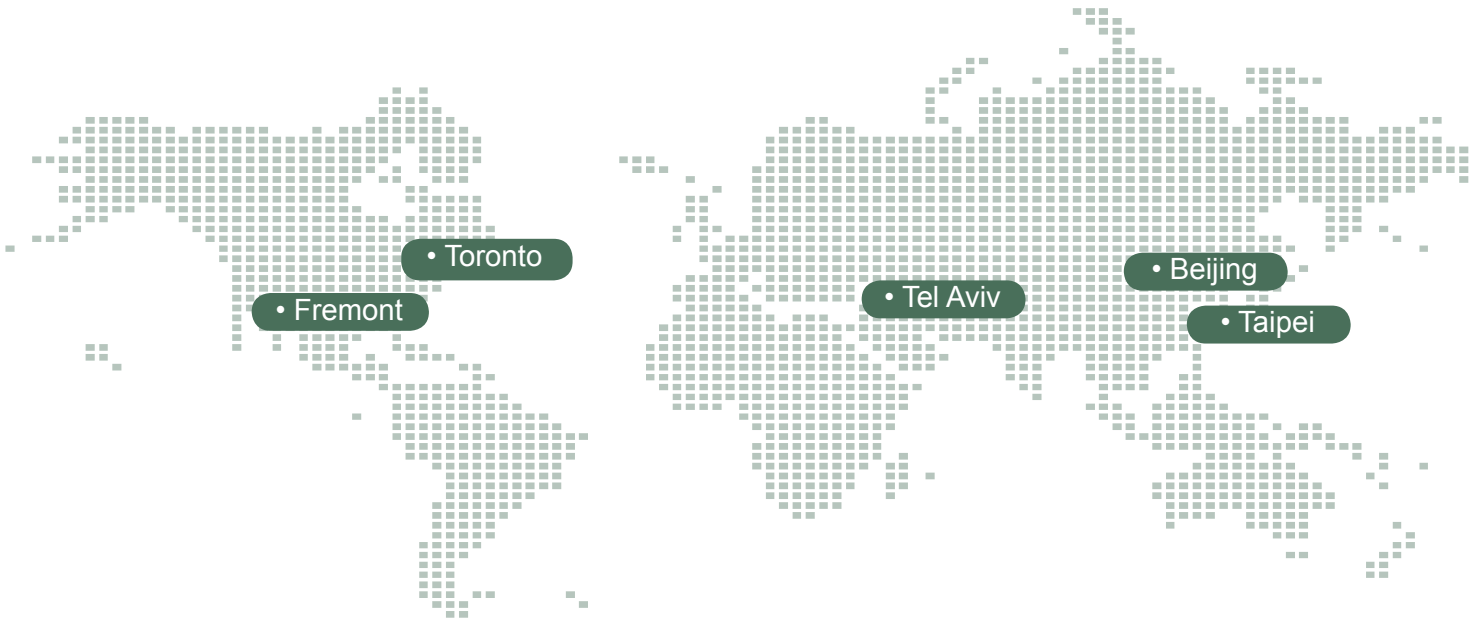 • Toronto
• Beijing
• Tel Aviv
• Fremont
• Taipei